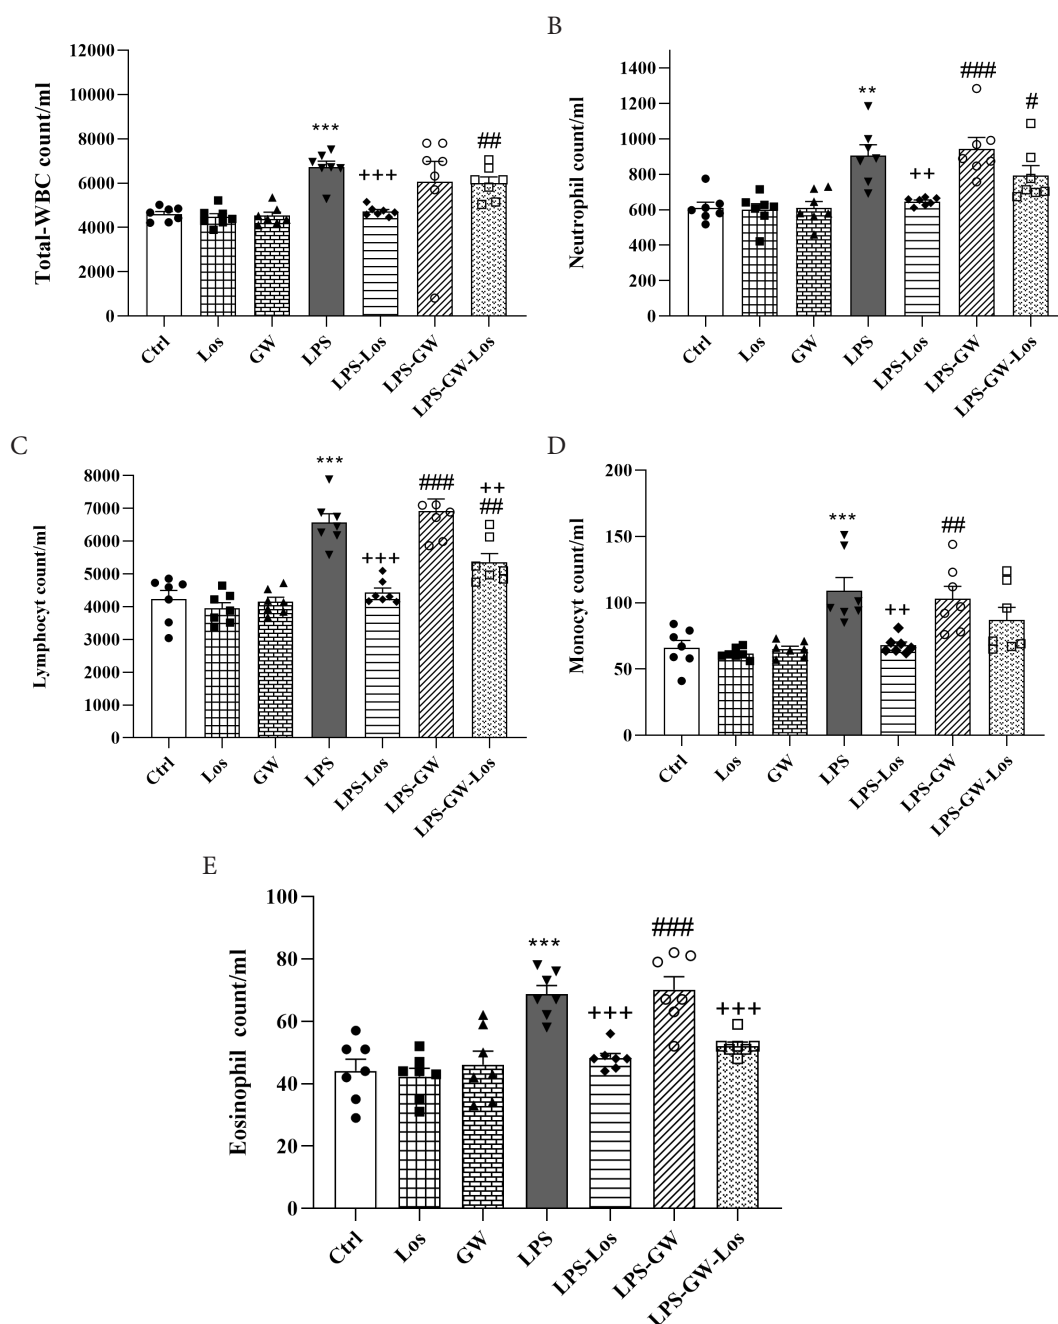 B
Total-WBC count/ml
12000
10000
8000
6000
4000
2000
0
***
+++
##
Ctrl
Los
GW
LPS
LPS-Los
LPS-GW
LPS-GW-Los
Neutrophil count/ml
1400
1200
1000
800
600
400
200
0
**
++
###
#
Ctrl
Los
GW
LPS
LPS-Los
LPS-GW
LPS-GW-Los
C
Lymphocyt count/ml
8000
7000
6000
5000
4000
3000
2000
1000
0
***
+++
###
++
##
Ctrl
Los
GW
LPS
LPS-Los
LPS-GW
LPS-GW-Los
D
Monocyt count/ml
200
150
100
50
0
***
++
##
Ctrl
Los
GW
LPS
LPS-Los
LPS-GW
LPS-GW-Los
E
Eosinophil count/ml
100
80
60
40
20
0
***
+++
###
+++
Ctrl
Los
GW
LPS
LPS-Los
LPS-GW
LPS-GW-Los